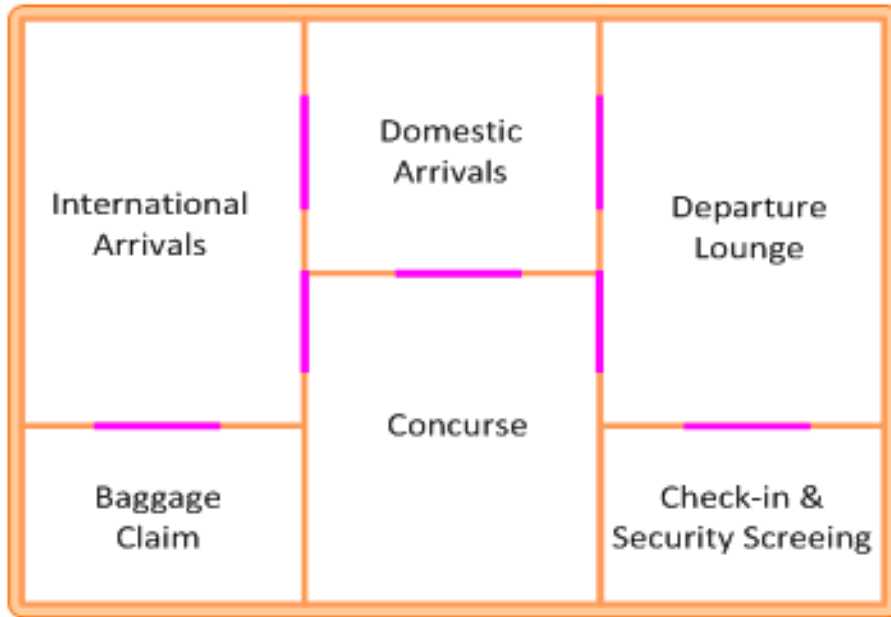 Domestic
Arrivals
International
Arrivals
Departure
Lounge
Concurse
Baggage
Claim
Check-in &
Security Screeing